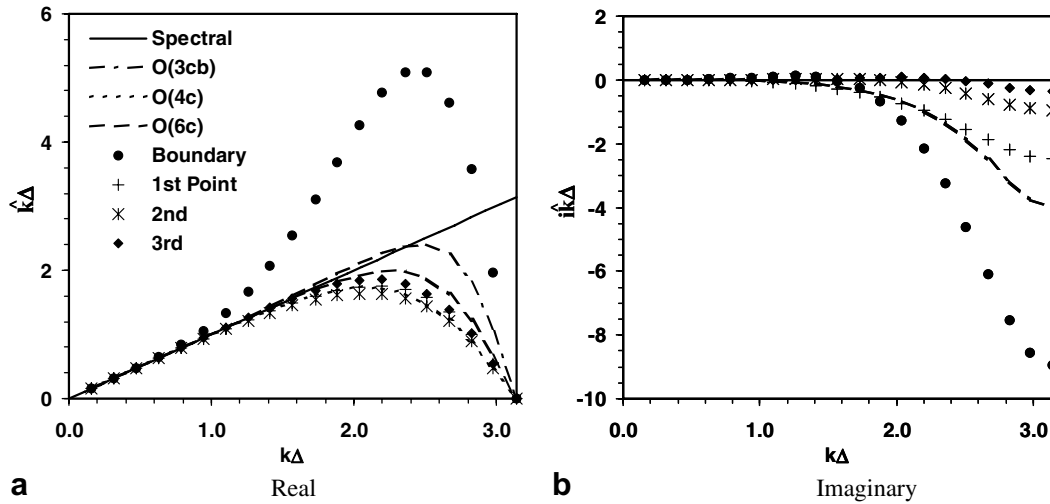 6
4
2
0
0.0 1.0 2.0 3.0
k̂Δ
kΔ
Spectral
O(3cb)
O(4c)
O(6c)
Boundary
1st Point
2nd
3rd
a
Real
2
0
-2
-4
-6
-8
-10
0.0 1.0 2.0 3.0
ik̂Δ
kΔ
b
Imaginary